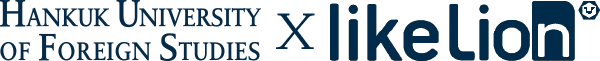 HANKUK UNIVERSITY
OF FOREIGN STUDIES X likeLion